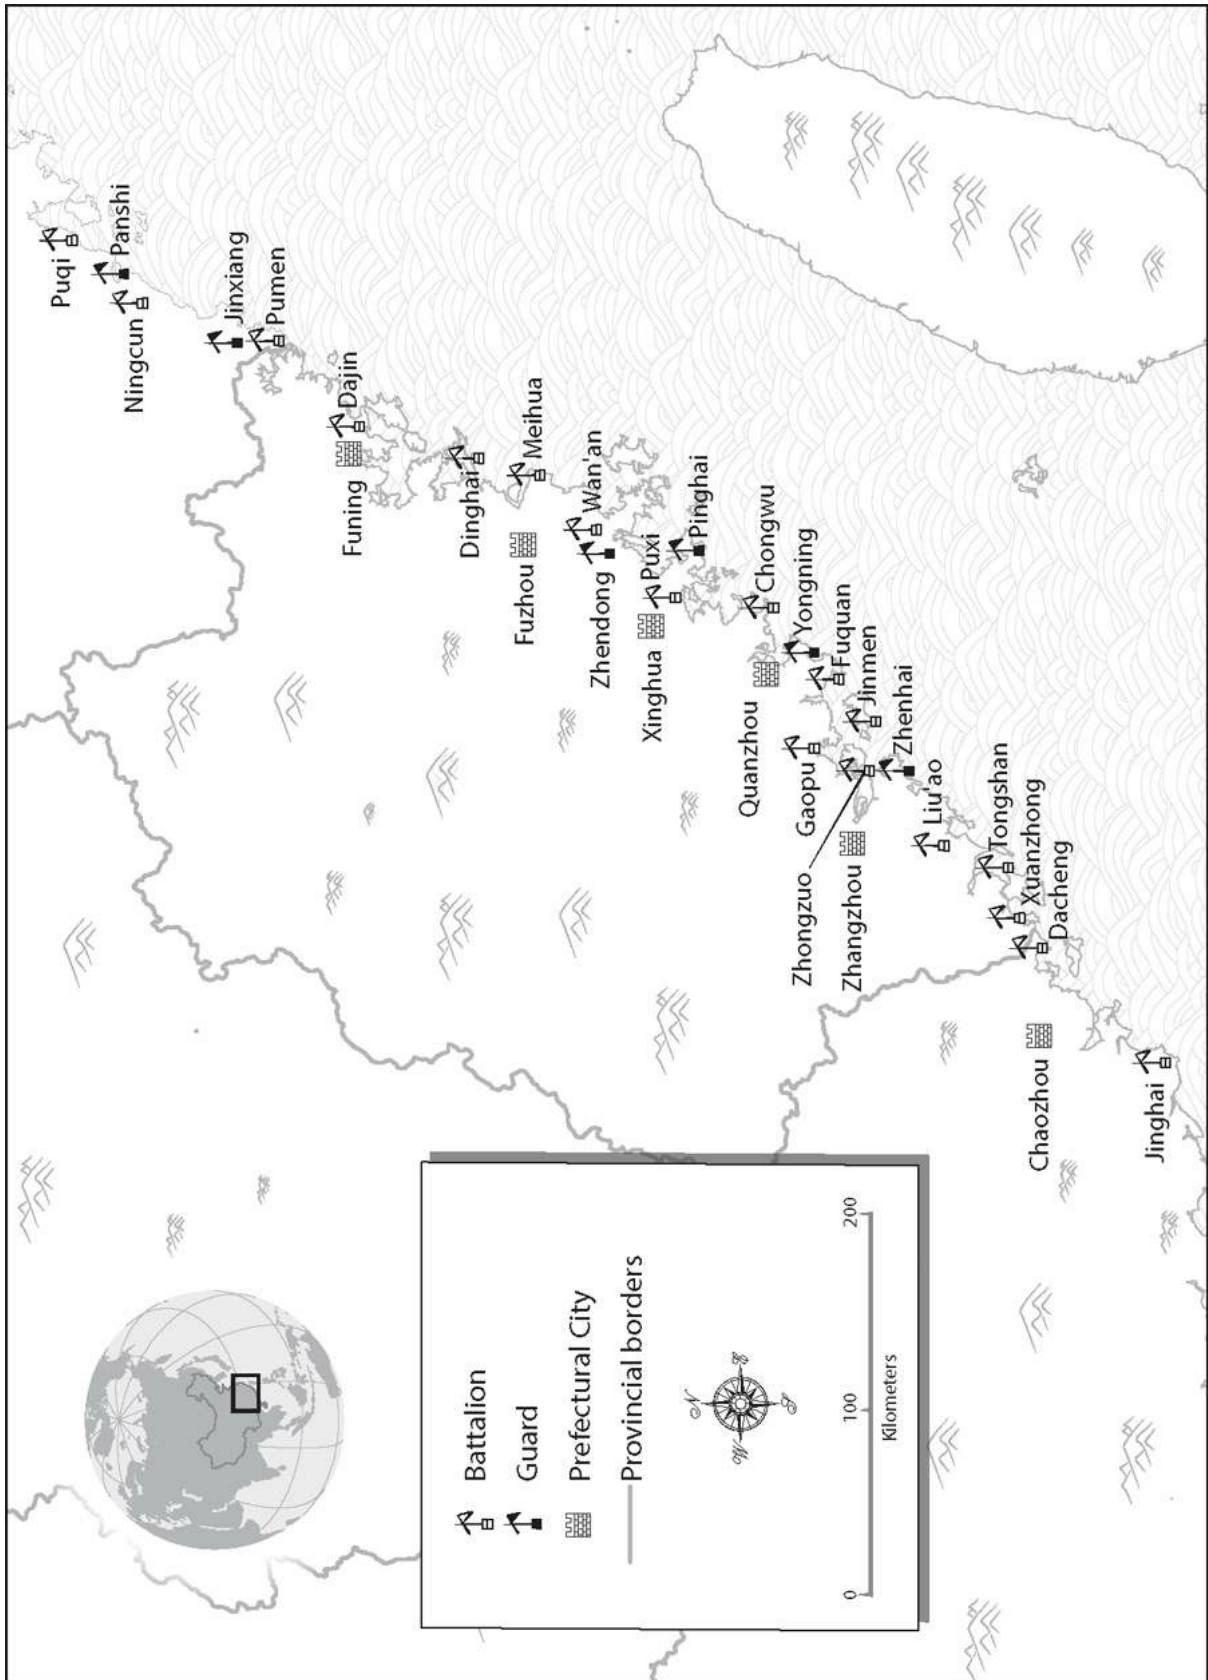 Puqi
Panshi
Ningcun
Jinxiang
Pumen
Dajin
Funing
Dinghai
Meihua
Fuzhou
Wan'an
Zhendong
Puxi
Pinghai
Xinghua
Chongwu
Yongning
Quanzhou
Fuquan
Jinmen
Gaopu
Zhenhai
Zhongzuo
Zhangzhou
Liu'ao
Tongshan
Xuanzhong
Dacheng
Chaozhou
Jinghai
Battalion
Guard
Prefectural City
Provincial borders
N
0 100 200
Kilometers